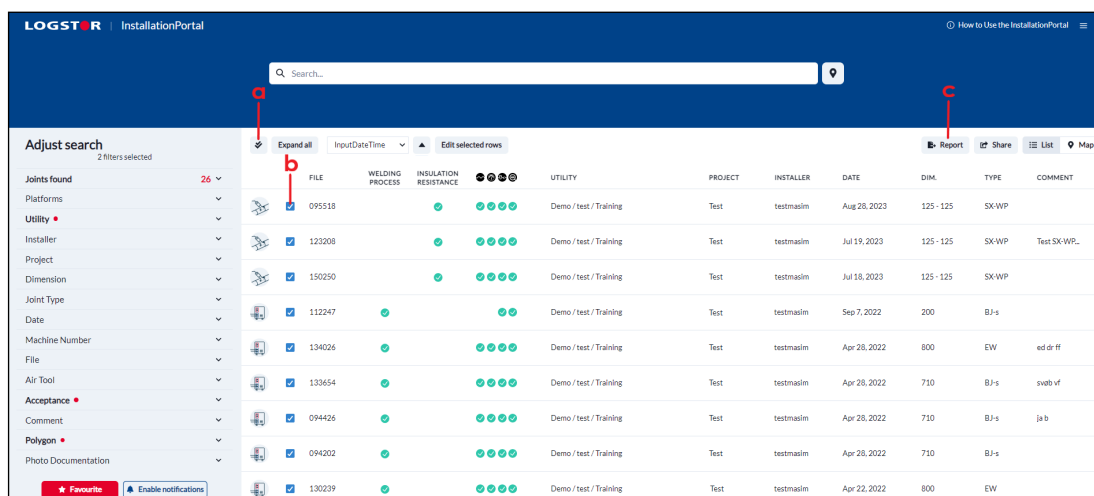 LOGSTOR | InstallationPortal
How to Use the InstallationPortal
Search...
a
c
Adjust search
2 filters selected
Expand all InputDateTime Edit selected rows Report Share List Map
b
Joints found 26
Platforms
Utility
Installer
Project
Dimension
Joint Type
Date
Machine Number
File
Air Tool
Acceptance
Comment
Polygon
Photo Documentation
Favourite Enable notifications
FILE WELDING PROCESS INSULATION RESISTANCE UTILITY PROJECT INSTALLER DATE DIM. TYPE COMMENT
095518 Demo / test / Training Test testmasim Aug 28, 2023 125 - 125 SX-WP
123208 Demo / test / Training Test testmasim Jul 19, 2023 125 - 125 SX-WP Test SX-WP...
150250 Demo / test / Training Test testmasim Jul 18, 2023 125 - 125 SX-WP
112247 Demo / test / Training Test testmasim Sep 7, 2022 200 BJ-s
134026 Demo / test / Training Test testmasim Apr 28, 2022 800 EW ed dr ff
133654 Demo / test / Training Test testmasim Apr 28, 2022 710 BJ-s svøb vf
094426 Demo / test / Training Test testmasim Apr 28, 2022 710 BJ-s ja b
094202 Demo / test / Training Test testmasim Apr 28, 2022 710 BJ-s
130239 Demo / test / Training Test testmasim Apr 22, 2022 800 EW